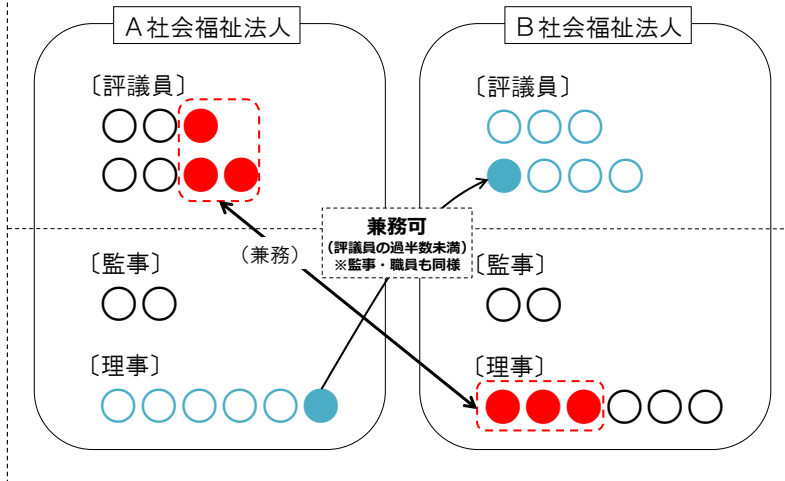 A社会福祉法人
B社会福祉法人
〔評議員〕
〔評議員〕
兼務可
(評議員の過半数未満)
※監事・職員も同様
（兼務）
〔監事〕
〔監事〕
〔理事〕
〔理事〕